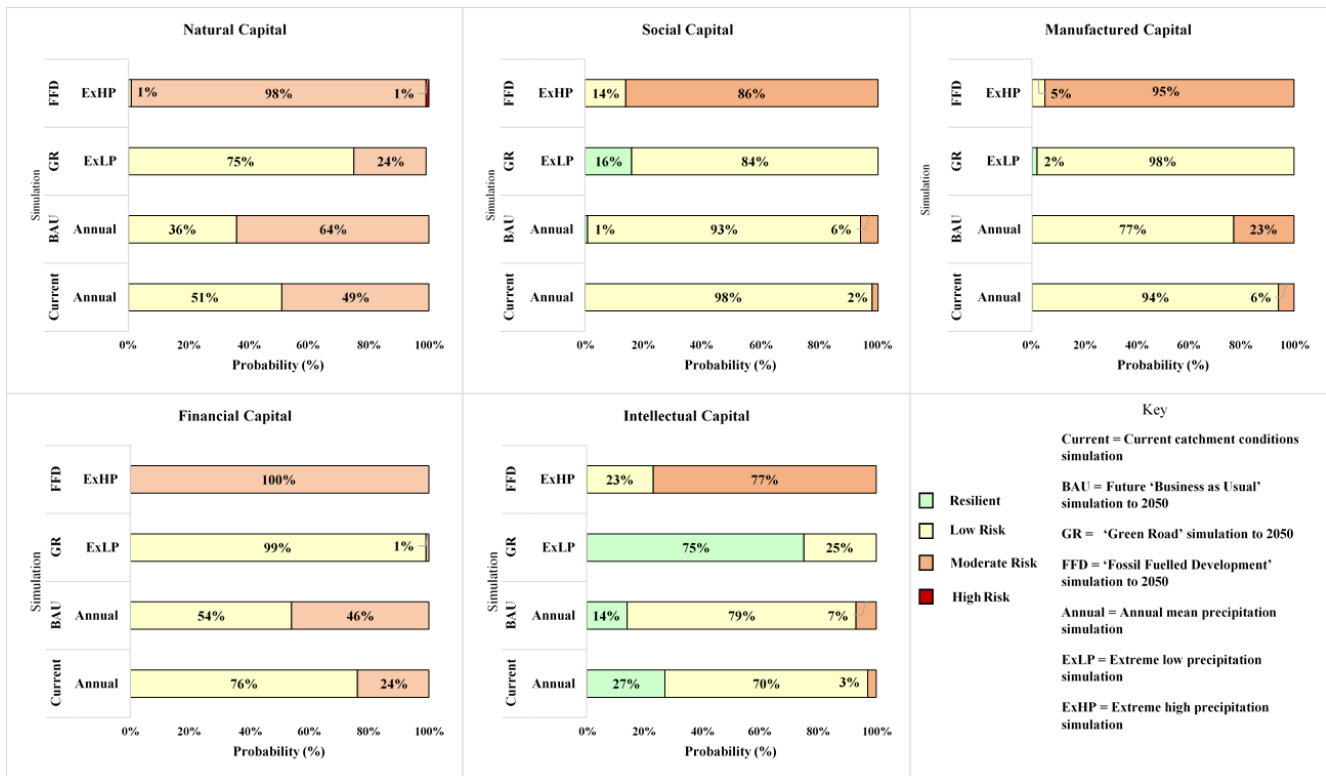 Natural Capital
Simulation
FFD ExHP 1% 98% 1%
GR ExLP 75% 24%
BAU Annual 36% 64%
Current Annual 51% 49%
0% 20% 40% 60% 80% 100%
Probability (%)
Social Capital
FFD ExHP 14% 86%
GR ExLP 16% 84%
BAU Annual 1% 93% 6%
Current Annual 98% 2%
0% 20% 40% 60% 80% 100%
Probability (%)
Manufactured Capital
Simulation
FFD ExHP 5% 95%
GR ExLP 2% 98%
BAU Annual 77% 23%
Current Annual 94% 6%
0% 20% 40% 60% 80% 100%
Probability (%)
Financial Capital
Simulation
FFD ExHP 100%
GR ExLP 99% 1%
BAU Annual 54% 46%
Current Annual 76% 24%
0% 20% 40% 60% 80% 100%
Probability (%)
Intellectual Capital
Simulation
FFD ExHP 23% 77%
GR ExLP 75% 25%
BAU Annual 14% 79% 7%
Current Annual 27% 70% 3%
0% 20% 40% 60% 80% 100%
Probability (%)
Key
Resilient
Low Risk
Moderate Risk
High Risk
Current = Current catchment conditions
simulation
BAU = Future ‘Business as Usual’
simulation to 2050
GR = ‘Green Road’ simulation to 2050
FFD = ‘Fossil Fuelled Development’
simulation to 2050
Annual = Annual mean precipitation
simulation
ExLP = Extreme low precipitation
simulation
ExHP = Extreme high precipitation
simulation